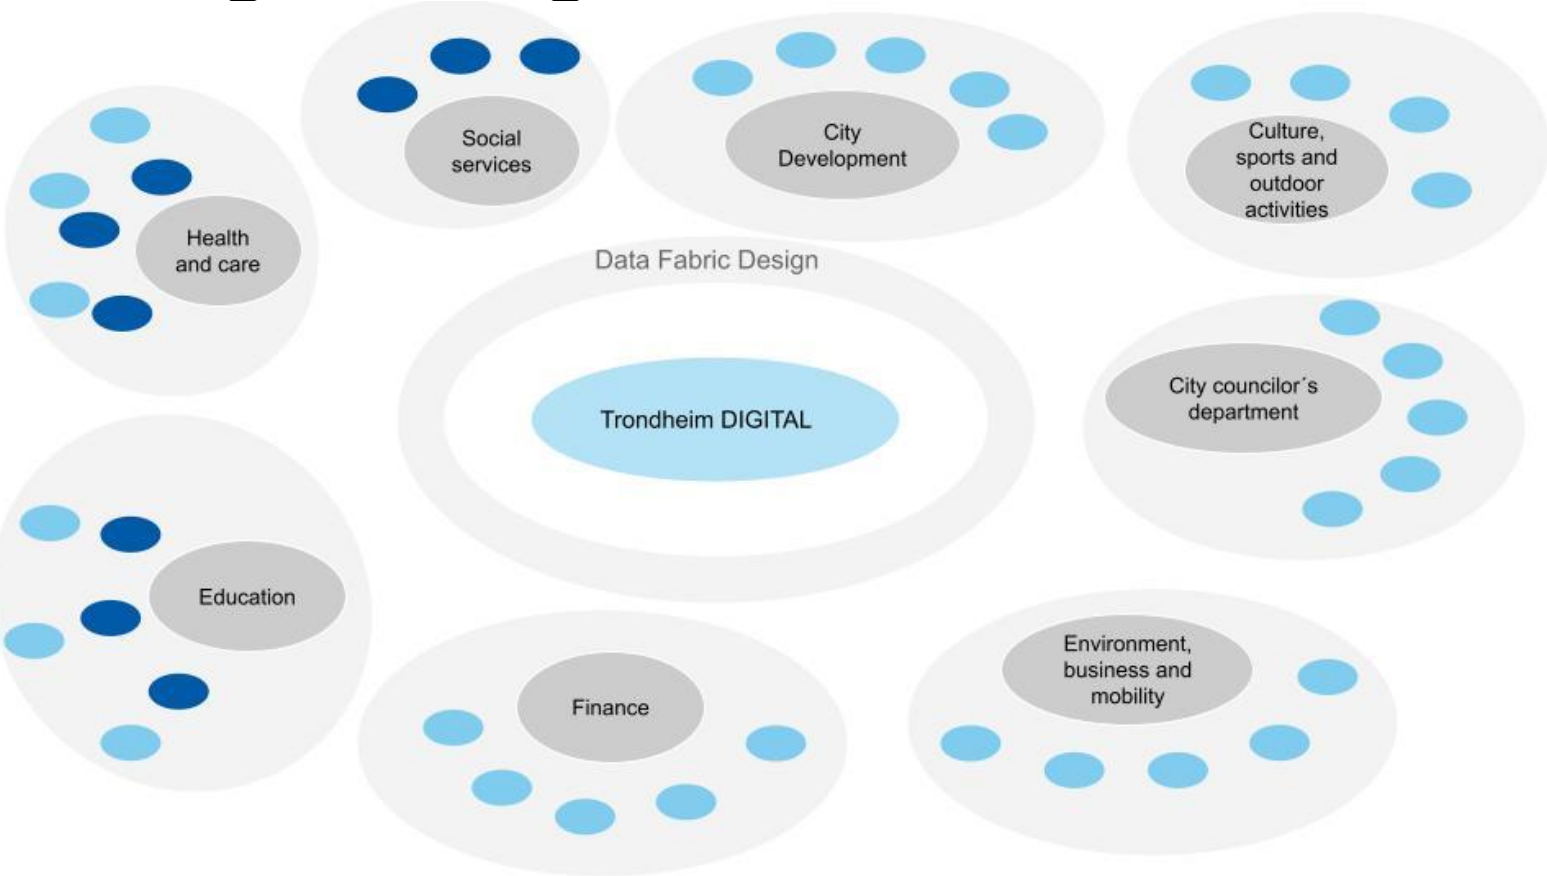 Social
services
City
Development
Culture,
sports and
outdoor
activities
Health
and care
Data Fabric Design
City councilor´s
department
Trondheim DIGITAL
Education
Environment,
business and
mobility
Finance